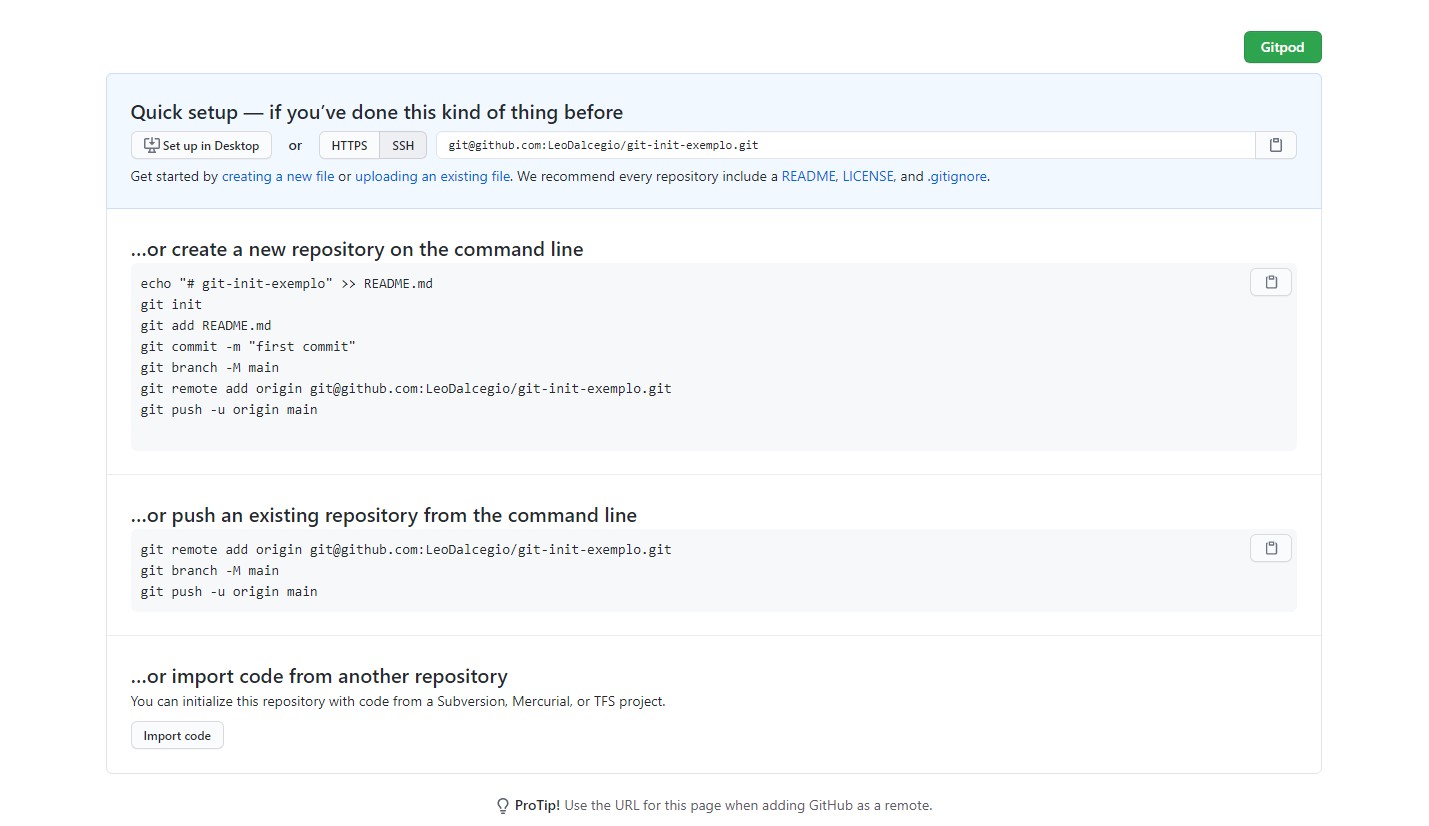 Gitpod
Quick setup — if you’ve done this kind of thing before
Set up in Desktop or HTTPS SSH git@github.com:LeoDalcegio/git-init-exemplo.git
Get started by creating a new file or uploading an existing file. We recommend every repository include a README, LICENSE, and .gitignore.
…or create a new repository on the command line
echo "# git-init-exemplo" >> README.md
git init
git add README.md
git commit -m "first commit"
git branch -M main
git remote add origin git@github.com:LeoDalcegio/git-init-exemplo.git
git push -u origin main
…or push an existing repository from the command line
git remote add origin git@github.com:LeoDalcegio/git-init-exemplo.git
git branch -M main
git push -u origin main
…or import code from another repository
You can initialize this repository with code from a Subversion, Mercurial, or TFS project.
Import code
ProTip! Use the URL for this page when adding GitHub as a remote.